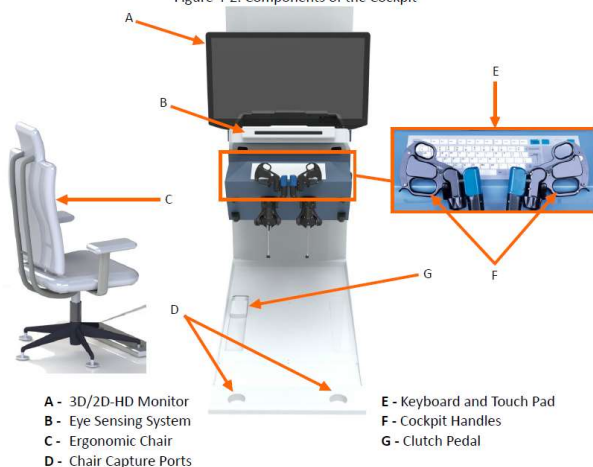 Figure 4-2: Components of the Cockpit
A
B
E
C
F
G
D
A - 3D/2D-HD Monitor
B - Eye Sensing System
C - Ergonomic Chair
D - Chair Capture Ports
E - Keyboard and Touch Pad
F - Cockpit Handles
G - Clutch Pedal